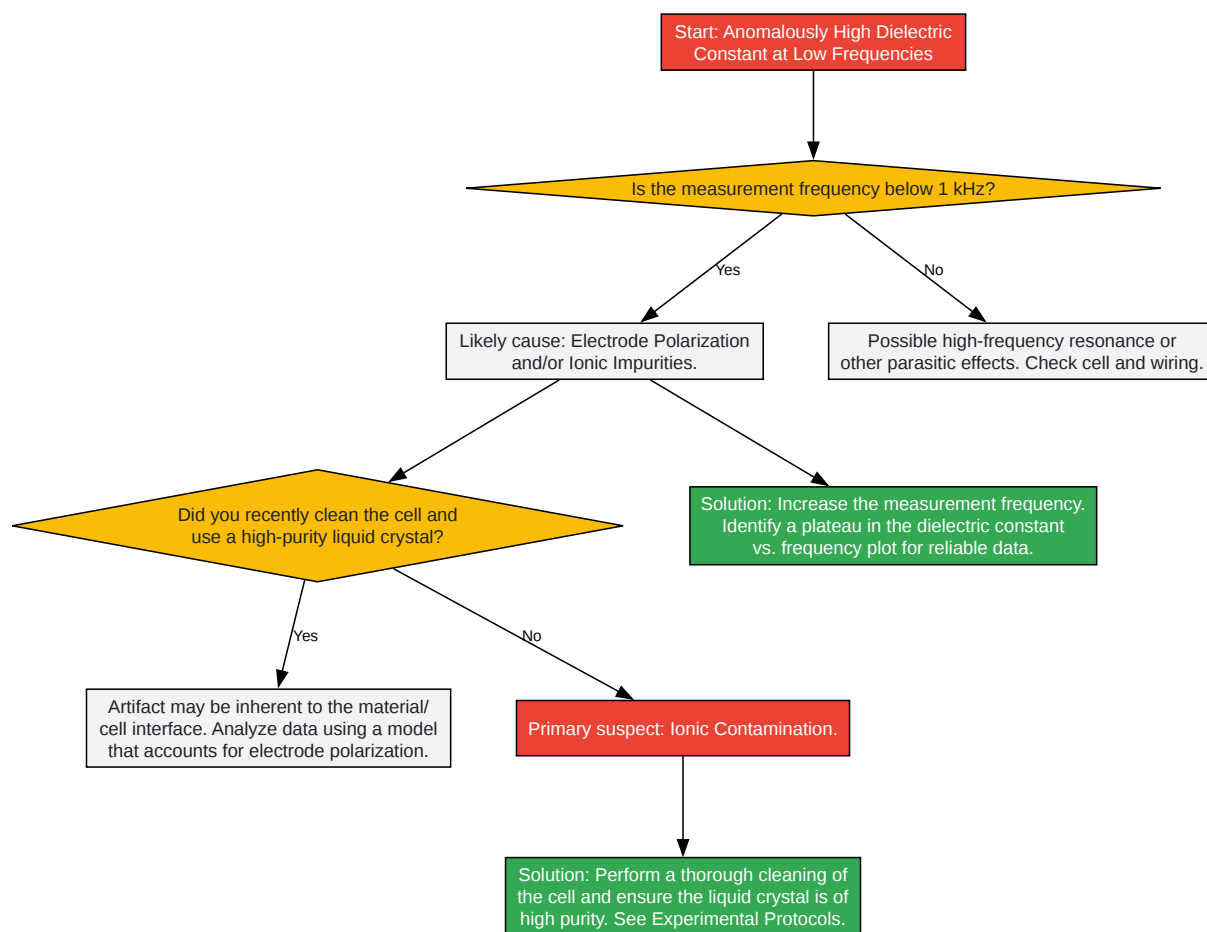 Start: Anomalously High Dielectric
Constant at Low Frequencies
Is the measurement frequency below 1 kHz?
Yes
No
Likely cause: Electrode Polarization
and/or Ionic Impurities.
Possible high-frequency resonance or
other parasitic effects. Check cell and wiring.
Did you recently clean the cell and
use a high-purity liquid crystal?
Solution: Increase the measurement frequency.
Identify a plateau in the dielectric constant
vs. frequency plot for reliable data.
Yes
No
Artifact may be inherent to the material/
cell interface. Analyze data using a model
that accounts for electrode polarization.
Primary suspect: Ionic Contamination.
Solution: Perform a thorough cleaning of
the cell and ensure the liquid crystal is of
high purity. See Experimental Protocols.